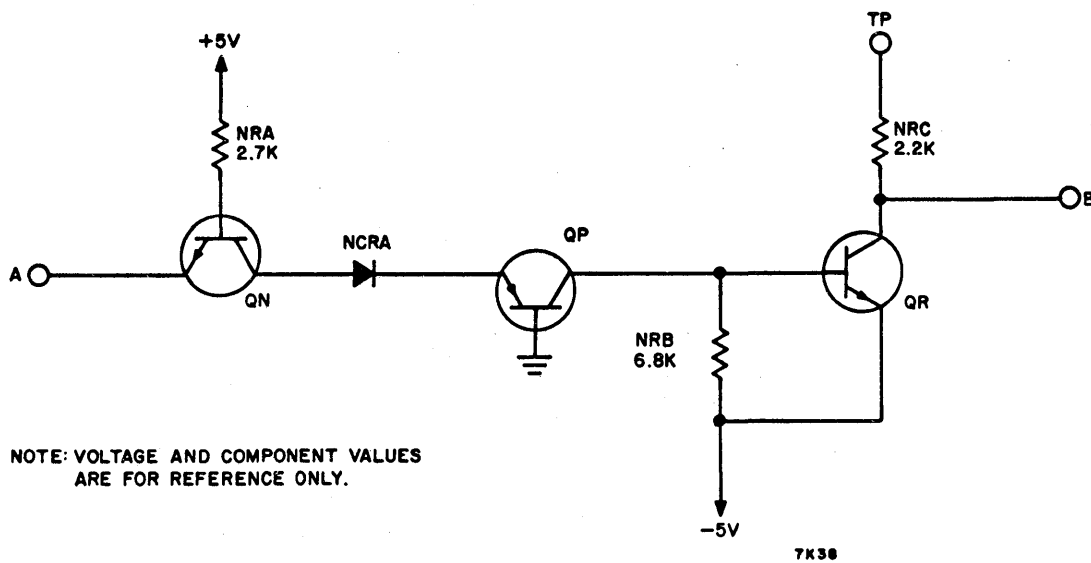 TP
+5V
NRA
2.7K
NRC
2.2K
B
QP
NCRA
A
QN
QR
NRB
6.8K
NOTE: VOLTAGE AND COMPONENT VALUES
ARE FOR REFERENCE ONLY.
-5V
7K38